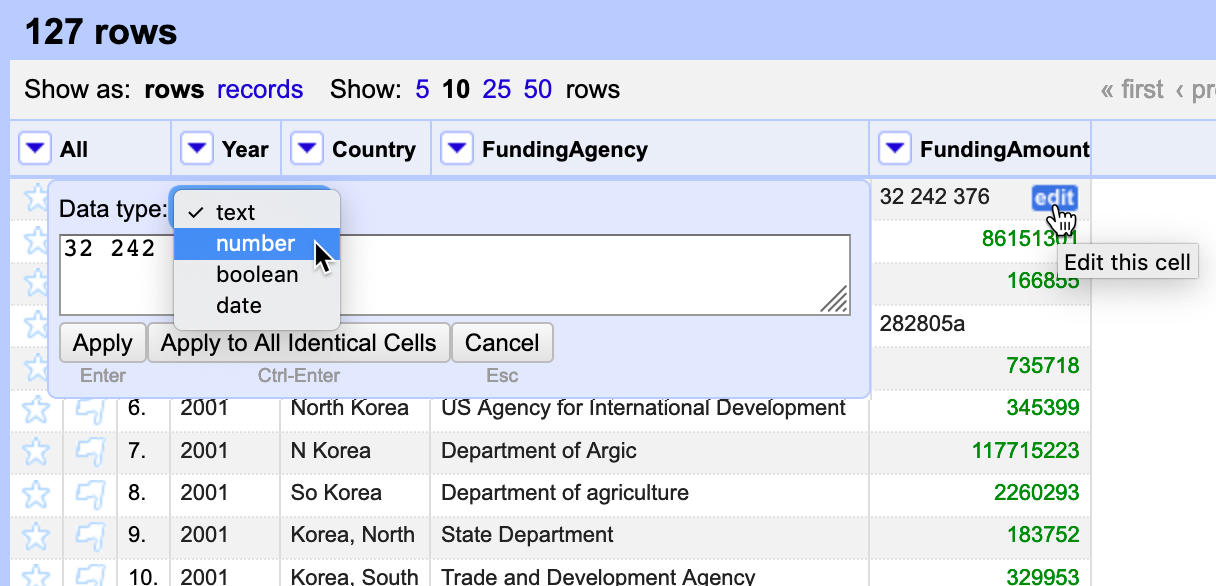 127 rows
Show as: rows records Show: 5 10 25 50 rows « first ‹ pr
All Year Country FundingAgency FundingAmount
Data type: ✓ text 32 242 376 edit
number
32 242 86151301
boolean Edit this cell
date 166855
282805a
Apply Apply to All Identical Cells Cancel
Enter Ctrl-Enter Esc 735718
6. 2001 North Korea US Agency for International Development 345399
7. 2001 N Korea Department of Argic 117715223
8. 2001 So Korea Department of agriculture 2260293
9. 2001 Korea, North State Department 183752
10. 2001 Korea, South Trade and Development Agency 329953